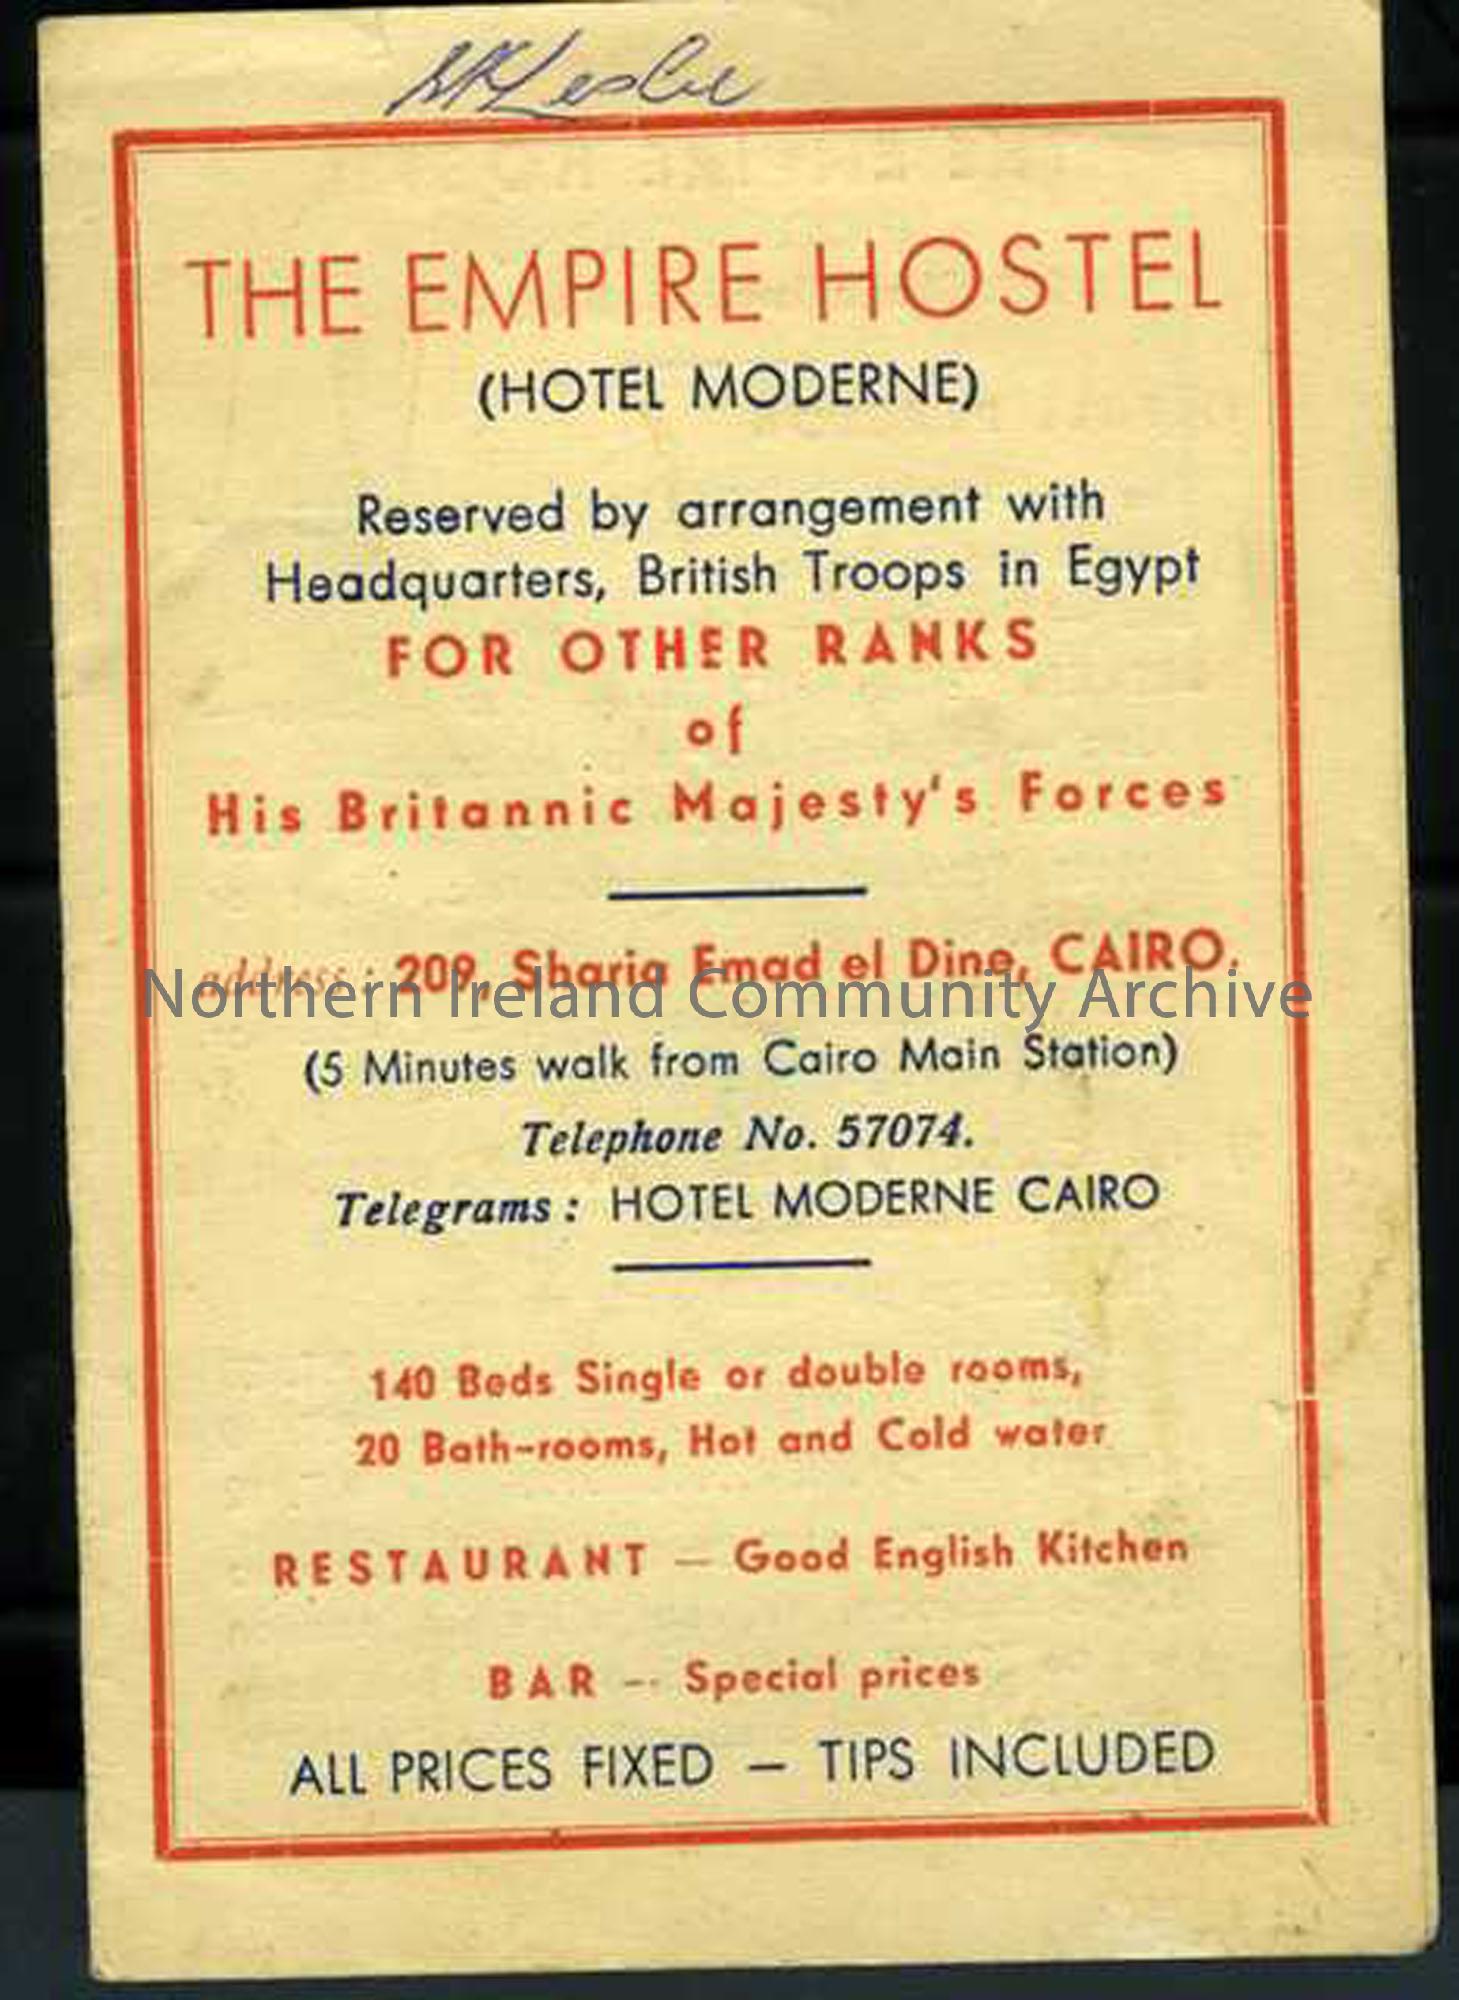 Leslie
THE EMPIRE HOSTEL
(HOTEL MODERNE)
Reserved by arrangement with
Headquarters, British Troops in Egypt
FOR OTHER RANKS
of
His Britannic Majesty's Forces
address : 209, Sharia Emad el Dine, CAIRO.
Northern Ireland Community Archive
(5 Minutes walk from Cairo Main Station)
Telephone No. 57074.
Telegrams : HOTEL MODERNE CAIRO
140 Beds Single or double rooms,
20 Bath-rooms, Hot and Cold water
RESTAURANT — Good English Kitchen
BAR -- Special prices
ALL PRICES FIXED — TIPS INCLUDED